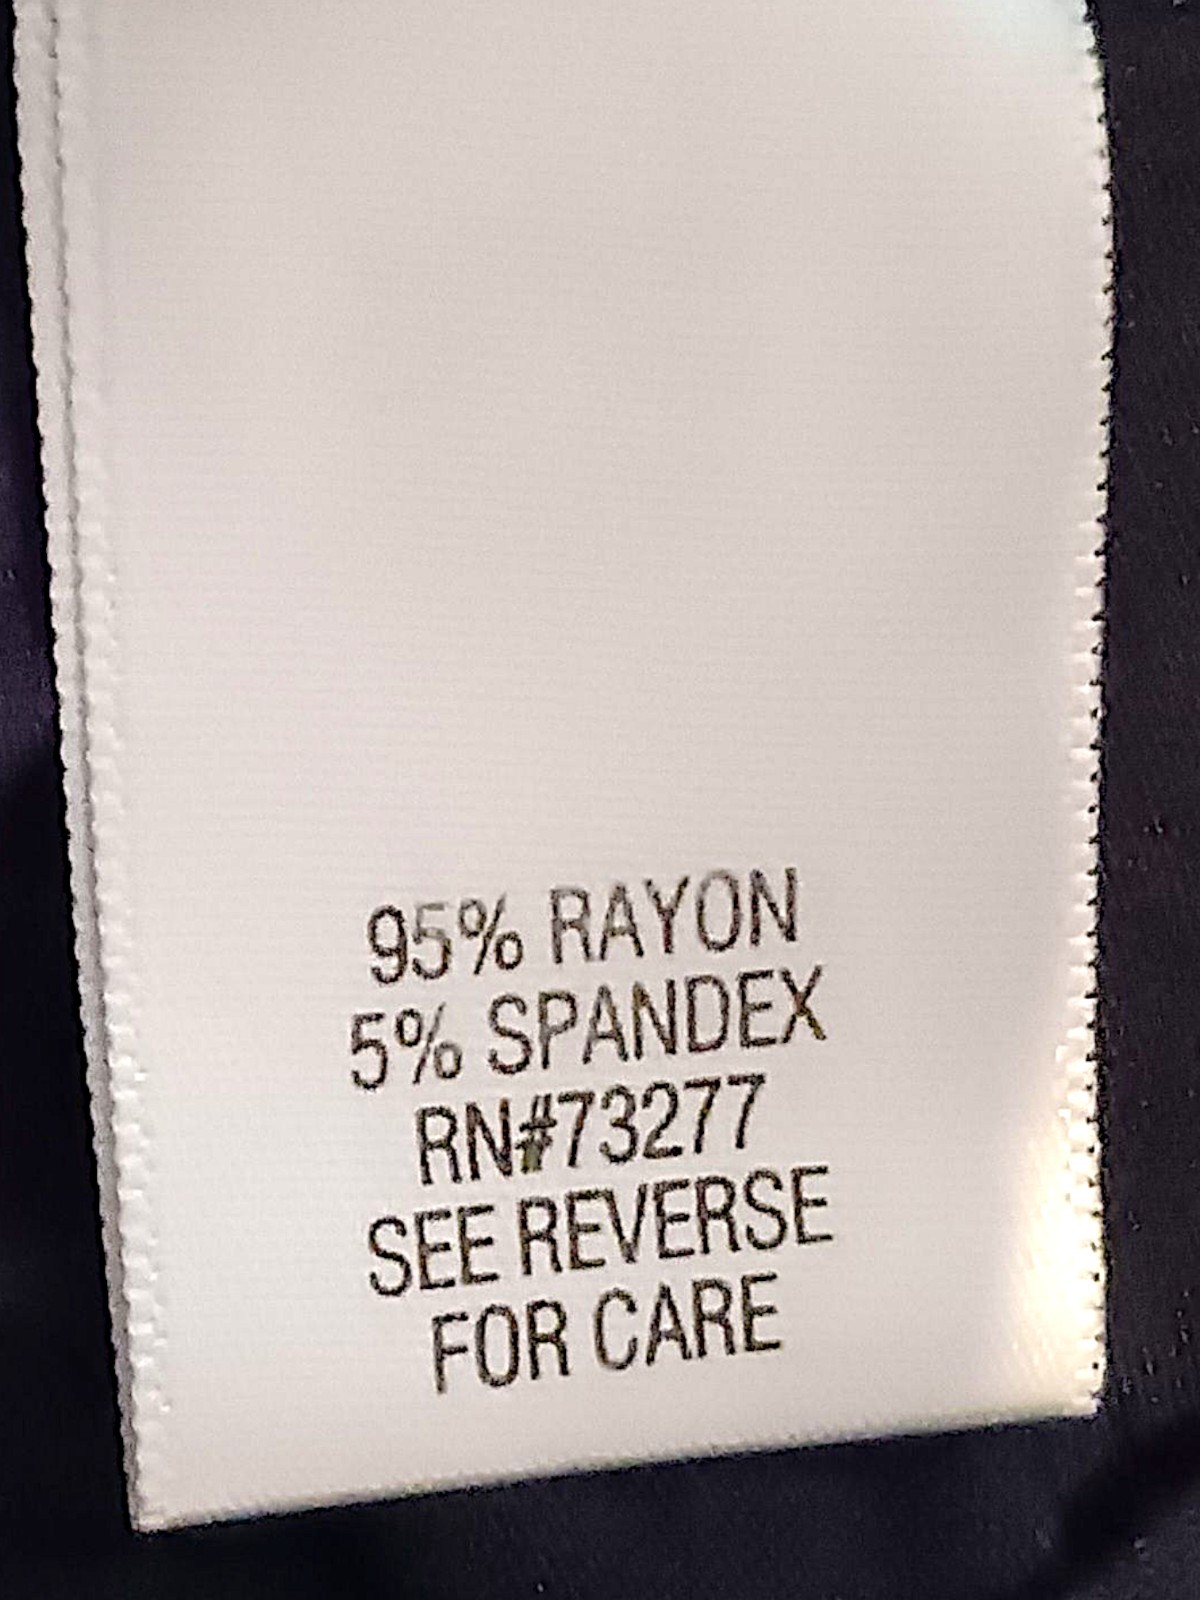 95% RAYON
5% SPANDEX
RN#73277
SEE REVERSE
FOR CARE